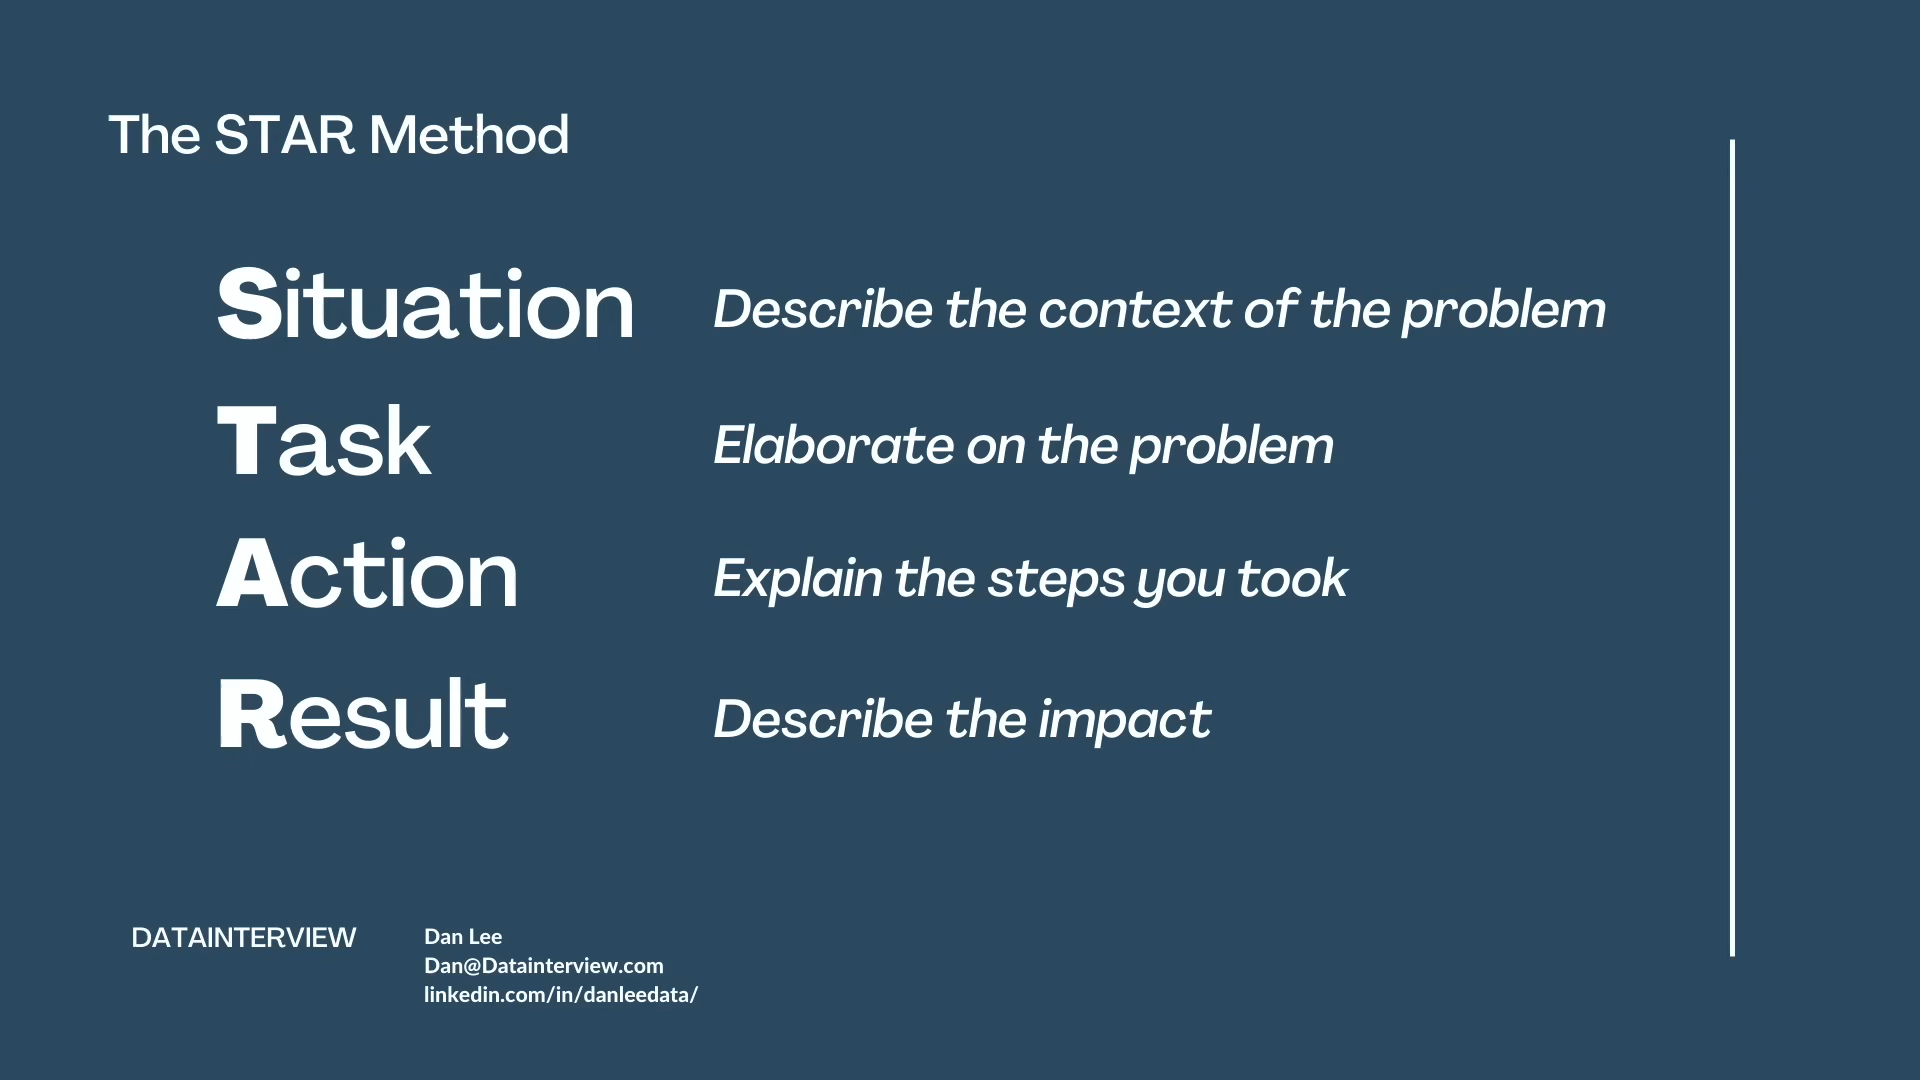 The STAR Method
Situation Describe the context of the problem
Task Elaborate on the problem
Action Explain the steps you took
Result Describe the impact
DATAINTERVIEW
Dan Lee
Dan@Datainterview.com
linkedin.com/in/danleedata/